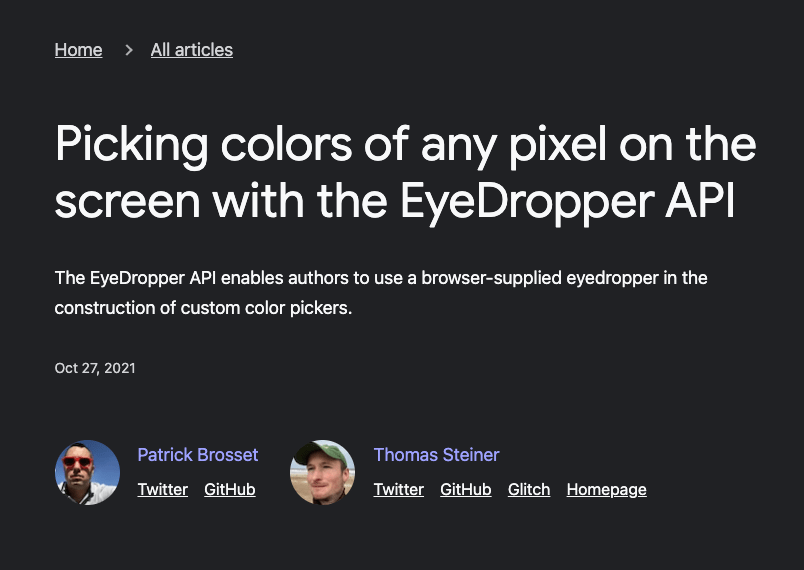 Home > All articles
Picking colors of any pixel on the
screen with the EyeDropper API
The EyeDropper API enables authors to use a browser-supplied eyedropper in the
construction of custom color pickers.
Oct 27, 2021
Patrick Brosset Thomas Steiner
Twitter GitHub Twitter GitHub Glitch Homepage